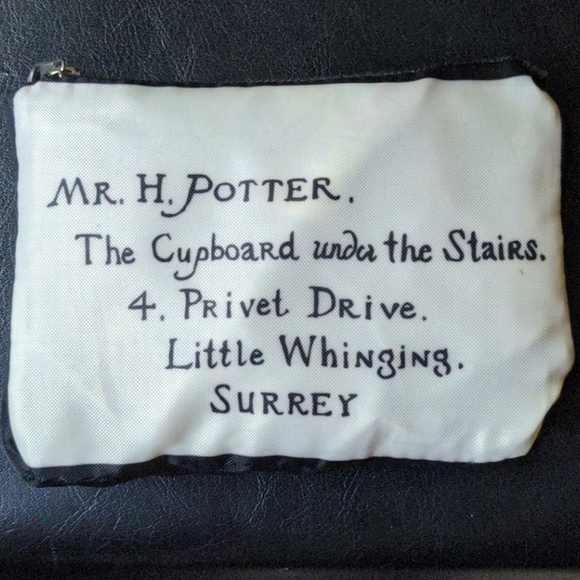 Mr. H. Potter.
The Cupboard under the Stairs.
4. Privet Drive.
Little Whinging.
SURREY